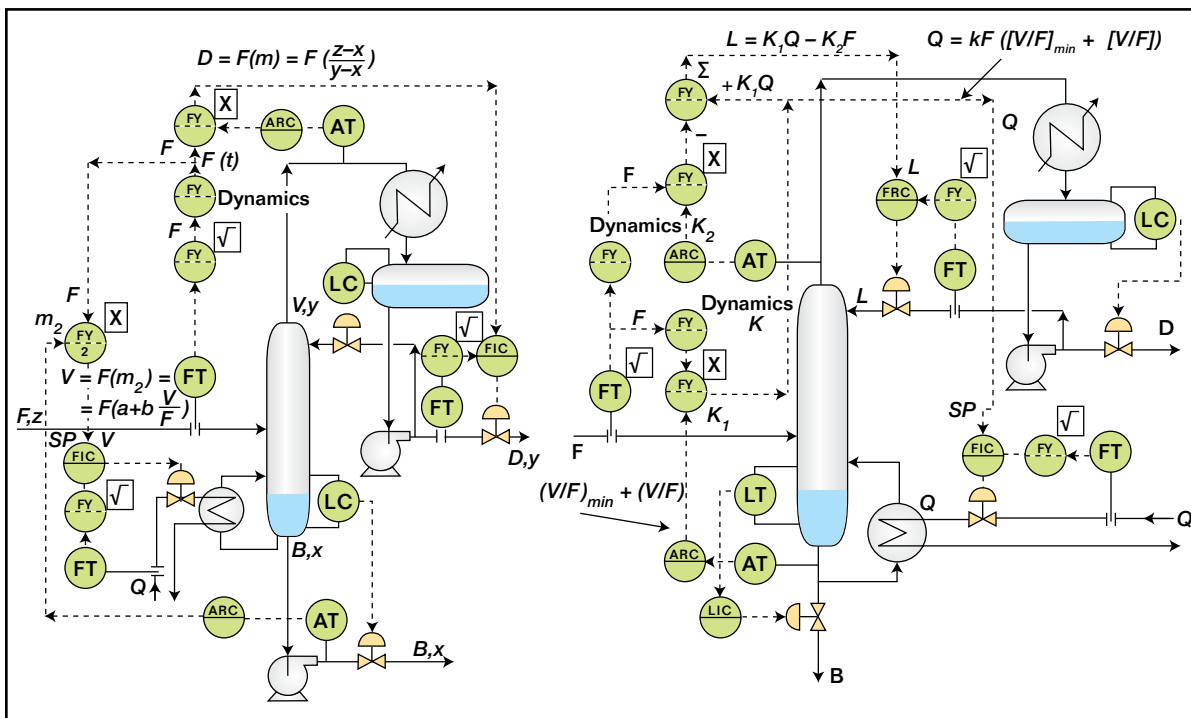 D = F(m) = F (z–x / y–x)
FY
X
ARC
AT
F
F (t)
FY
Dynamics
F
FY
√
LC
V,y
F
m₂
FY
2
X
V = F(m₂) =
= F(a+b V/F)
FT
F,z
SP
V
FIC
FY
√
FT
Q
FY
√
FIC
FT
D,y
LC
B,x
ARC
AT
B,x
L = K₁Q – K₂F
Q = kF ([V/F]min + [V/F])
Σ
FY
+ K₁Q
–
X
F
FY
Dynamics
K₂
FY
ARC
AT
Q
L
FRC
FY
√
FT
LC
Dynamics
K
L
D
F
FY
FT
√
FY
X
K₁
F
SP
FIC
FY
√
FT
(V/F)min + (V/F)
LT
Q
Q
ARC
AT
LIC
B